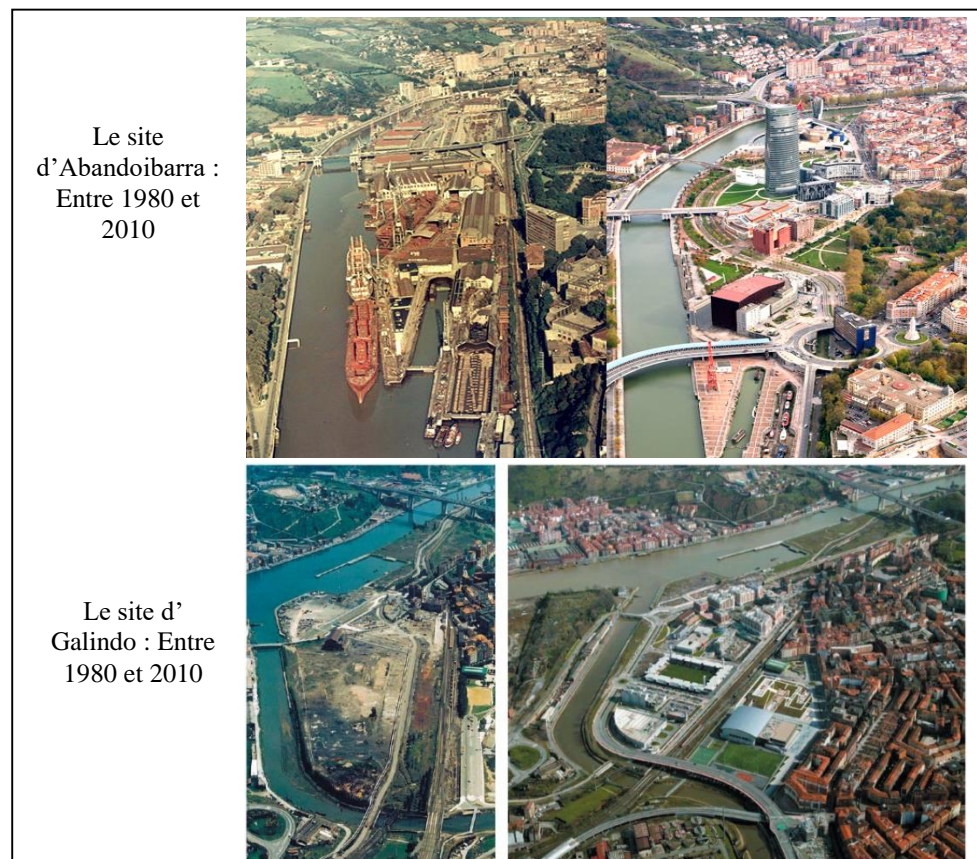 Le site
d'Abandoibarra :
Entre 1980 et
2010
Le site d'
Galindo : Entre
1980 et 2010